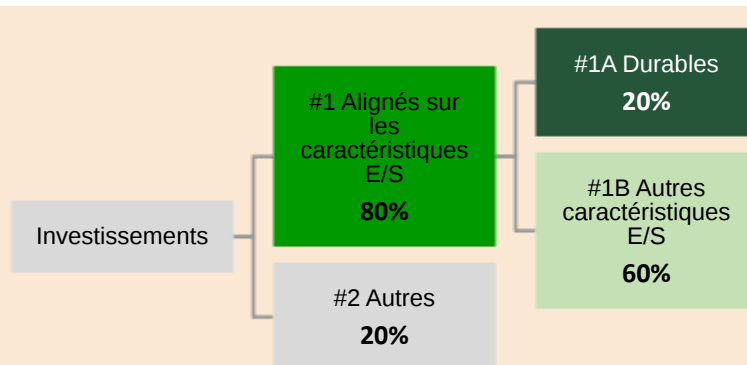 Investissements
#1 Alignés sur
les
caractéristiques
E/S
80%
#2 Autres
20%
#1A Durables
20%
#1B Autres
caractéristiques
E/S
60%